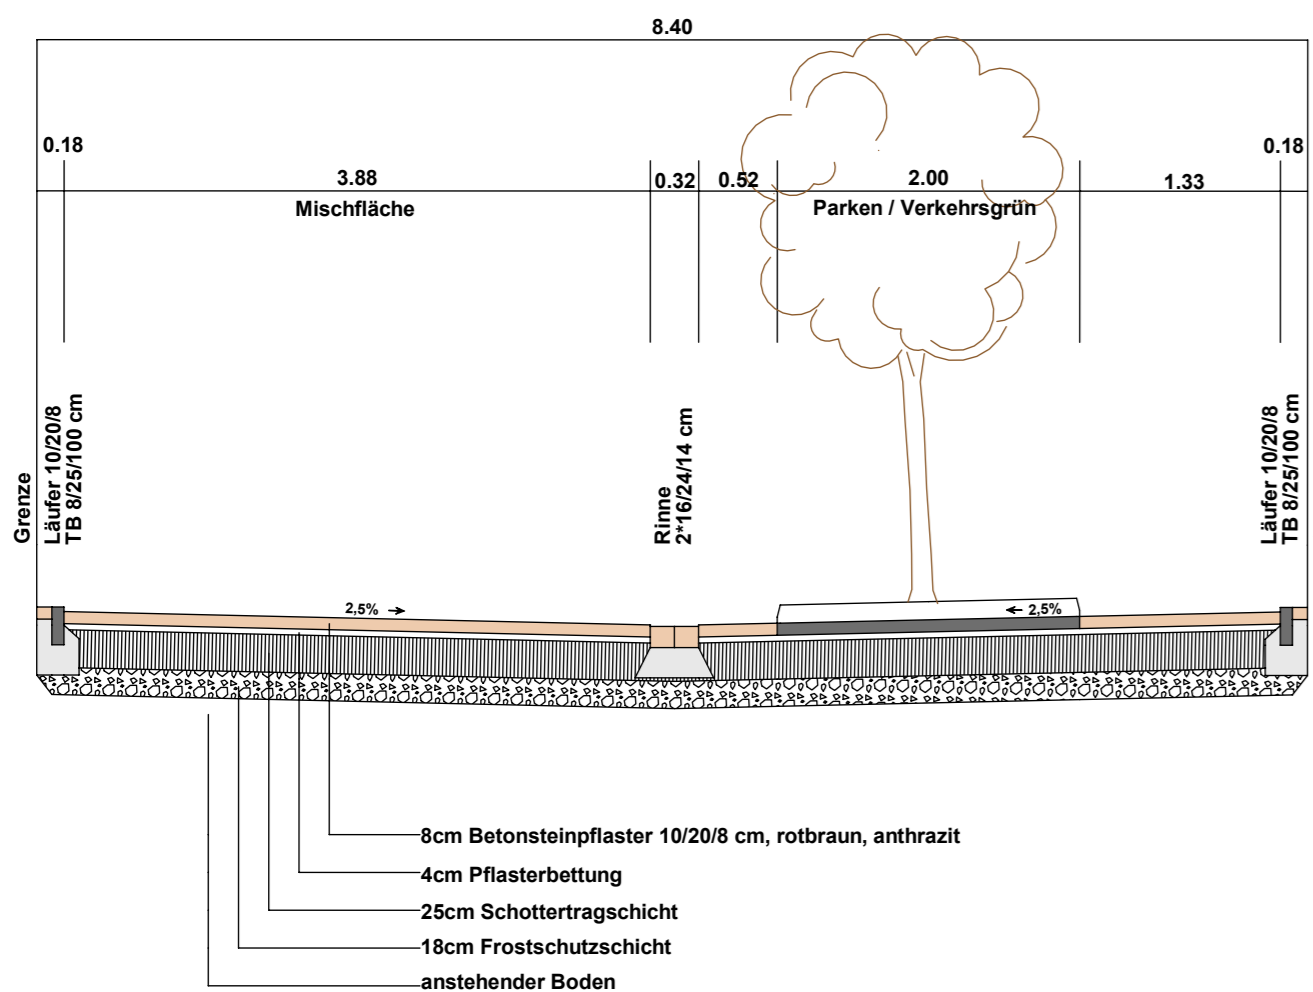 8.40
0.18
0.18
3.88
0.32
0.52
2.00
1.33
Mischfläche
Parken / Verkehrsgrün
Grenze
Läufer 10/20/8
TB 8/25/100 cm
Rinne
2*16/24/14 cm
Läufer 10/20/8
TB 8/25/100 cm
2,5%
2,5%
8cm Betonsteinpflaster 10/20/8 cm, rotbraun, anthrazit
4cm Pflasterbettung
25cm Schottertragschicht
18cm Frostschutzschicht
anstehender Boden